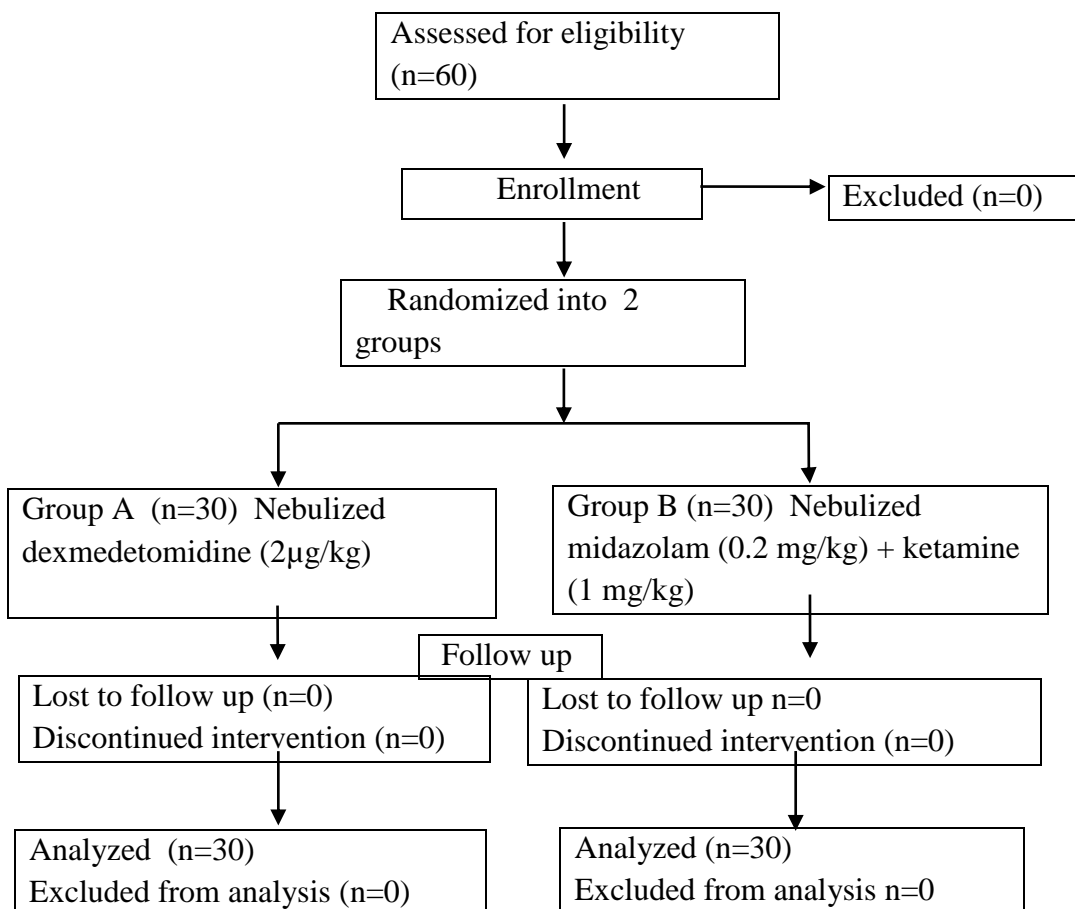 Assessed for eligibility
(n=60)
Enrollment
Excluded (n=0)
Randomized into 2
groups
Group A (n=30) Nebulized
dexmedetomidine (2µg/kg)
Group B (n=30) Nebulized
midazolam (0.2 mg/kg) + ketamine
(1 mg/kg)
Follow up
Lost to follow up (n=0)
Discontinued intervention (n=0)
Lost to follow up n=0
Discontinued intervention (n=0)
Analyzed (n=30)
Excluded from analysis (n=0)
Analyzed (n=30)
Excluded from analysis n=0